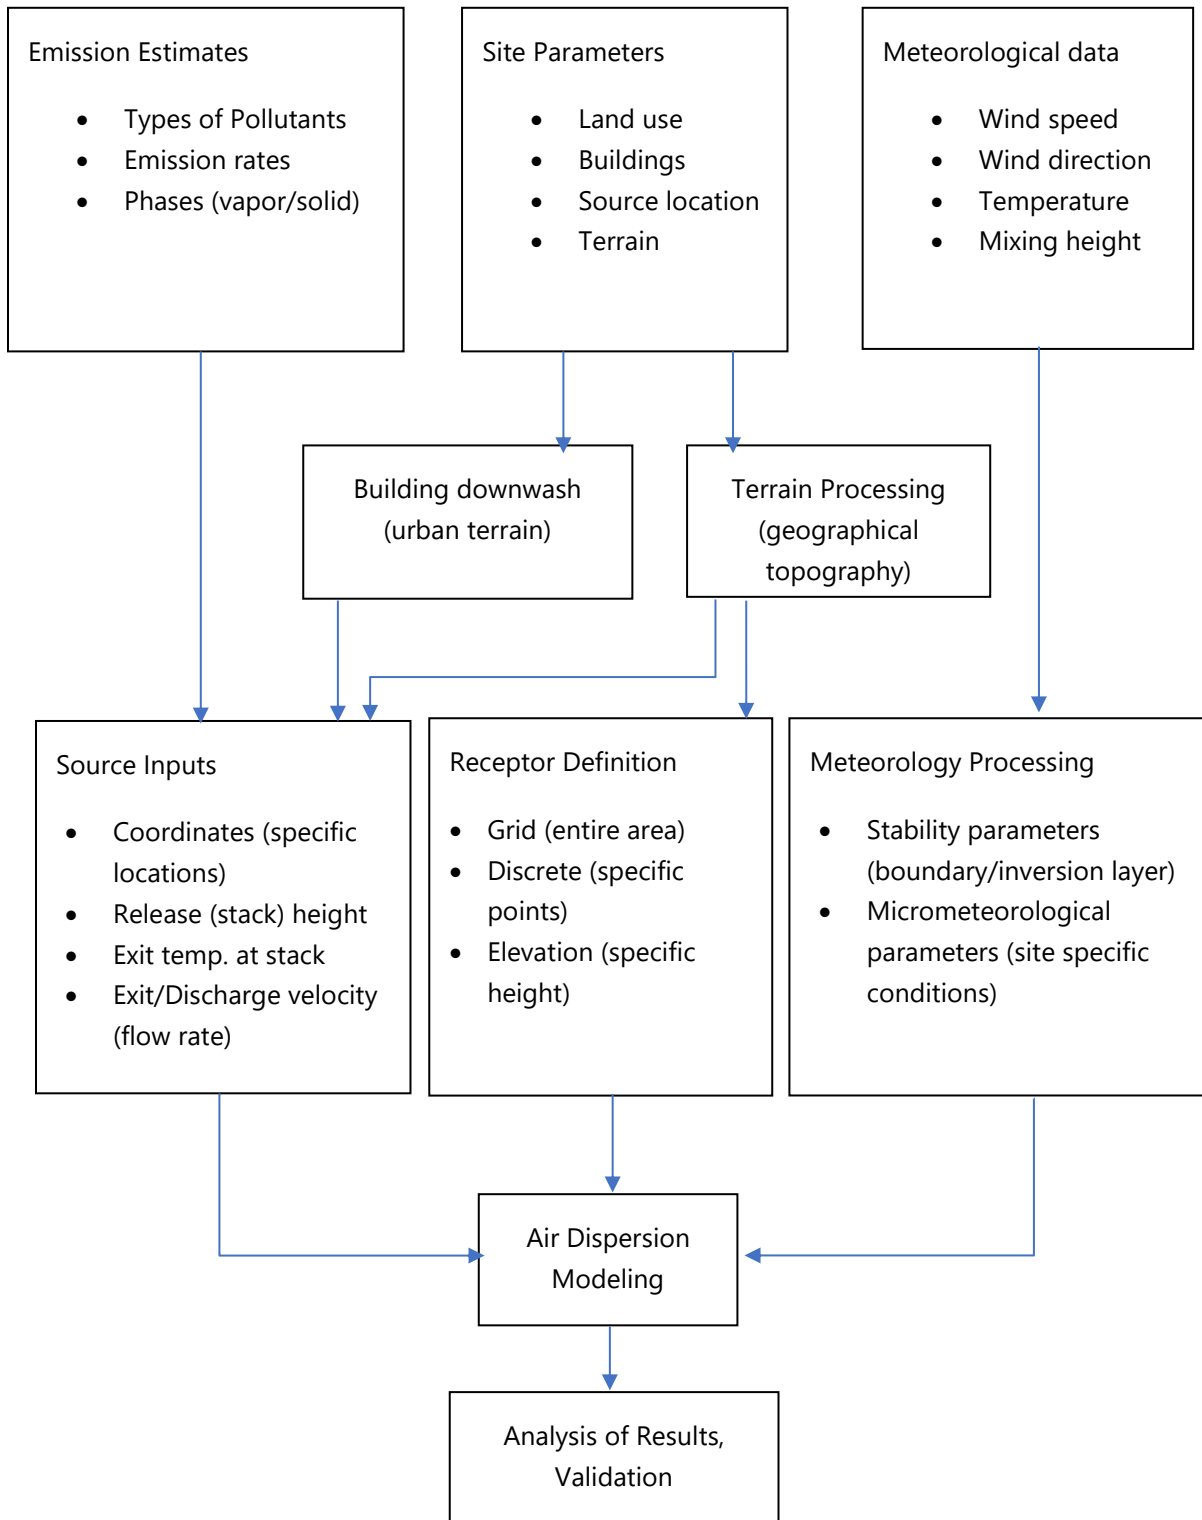 Emission Estimates
• Types of Pollutants
• Emission rates
• Phases (vapor/solid)
Site Parameters
• Land use
• Buildings
• Source location
• Terrain
Meteorological data
• Wind speed
• Wind direction
• Temperature
• Mixing height
Building downwash
(urban terrain)
Terrain Processing
(geographical
topography)
Source Inputs
• Coordinates (specific
locations)
• Release (stack) height
• Exit temp. at stack
• Exit/Discharge velocity
(flow rate)
Receptor Definition
• Grid (entire area)
• Discrete (specific
points)
• Elevation (specific
height)
Meteorology Processing
• Stability parameters
(boundary/inversion layer)
• Micrometeorological
parameters (site specific
conditions)
Air Dispersion
Modeling
Analysis of Results,
Validation